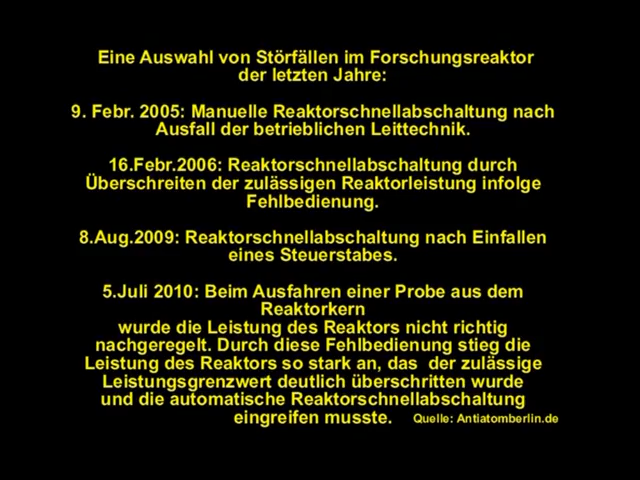 Eine Auswahl von Störfällen im Forschungsreaktor
der letzten Jahre:
9. Febr. 2005: Manuelle Reaktorschnellabschaltung nach
Ausfall der betrieblichen Leittechnik.
16.Febr.2006: Reaktorschnellabschaltung durch
Überschreiten der zulässigen Reaktorleistung infolge
Fehlbedienung.
8.Aug.2009: Reaktorschnellabschaltung nach Einfallen
eines Steuerstabes.
5.Juli 2010: Beim Ausfahren einer Probe aus dem
Reaktorkern
wurde die Leistung des Reaktors nicht richtig
nachgeregelt. Durch diese Fehlbedienung stieg die
Leistung des Reaktors so stark an, das der zulässige
Leistungsgrenzwert deutlich überschritten wurde
und die automatische Reaktorschnellabschaltung
eingreifen musste. Quelle: Antiatomberlin.de